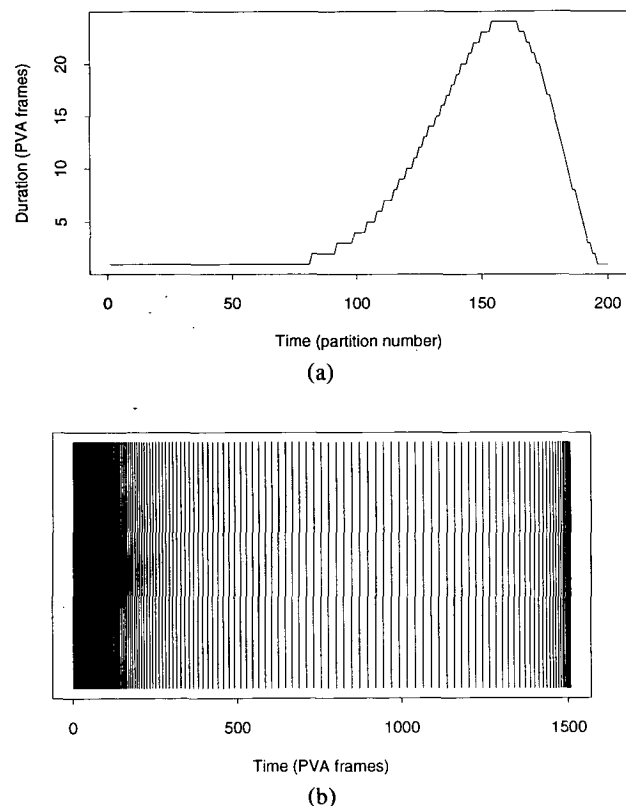 Duration (PVA frames)
20
15
10
5
0 50 100 150 200
Time (partition number)
(a)
0 500 1000 1500
Time (PVA frames)
(b)